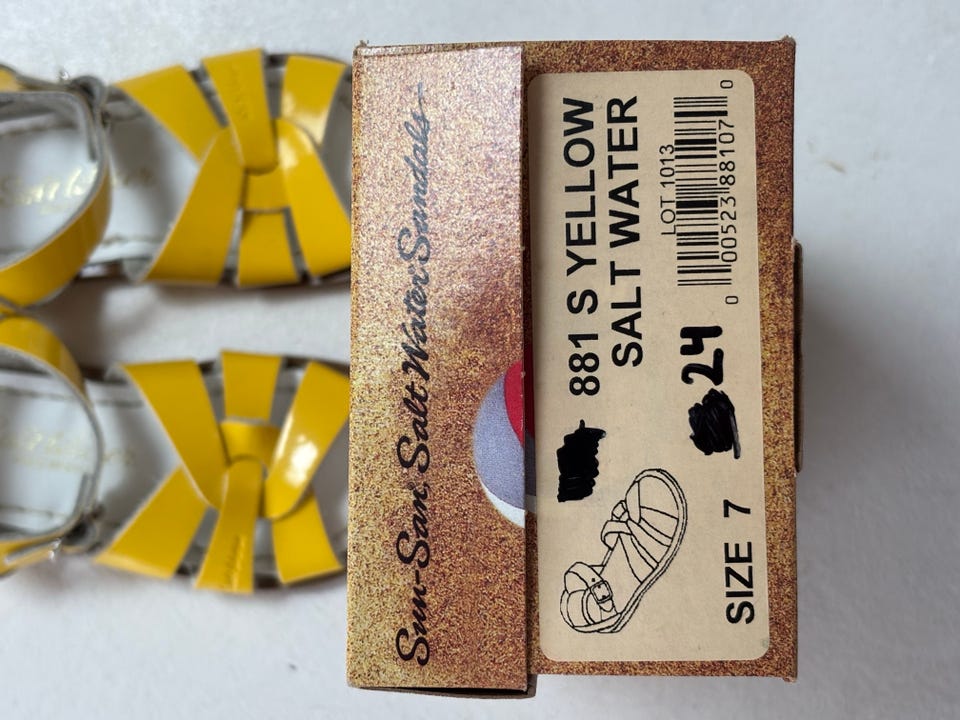 Sun-San, Salt Water Sandals
881 S YELLOW
SALT WATER
LOT 1013
0 00523 88107 0
24
SIZE 7